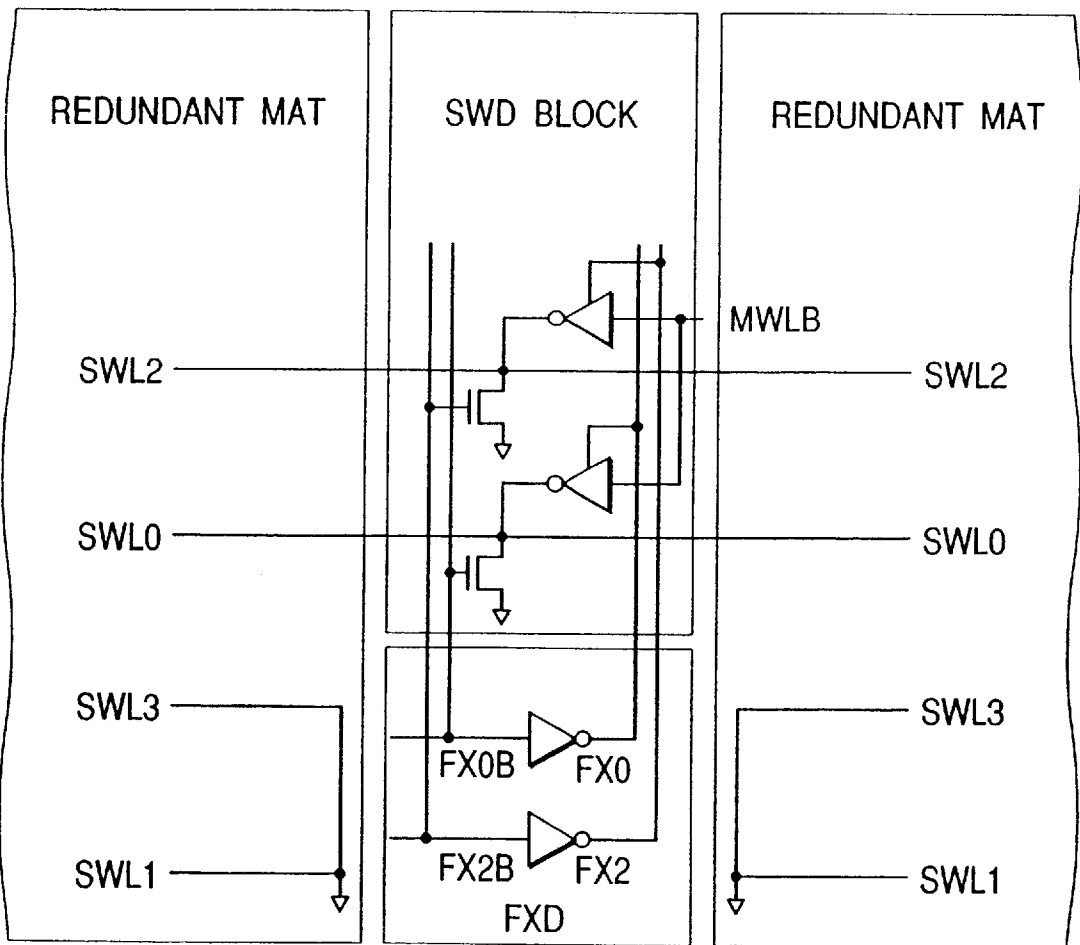 REDUNDANT MAT
SWD BLOCK
REDUNDANT MAT
MWLB
SWL2
SWL2
SWL0
SWL0
SWL3
SWL3
FX0B
FX0
SWL1
FX2B
FX2
SWL1
FXD